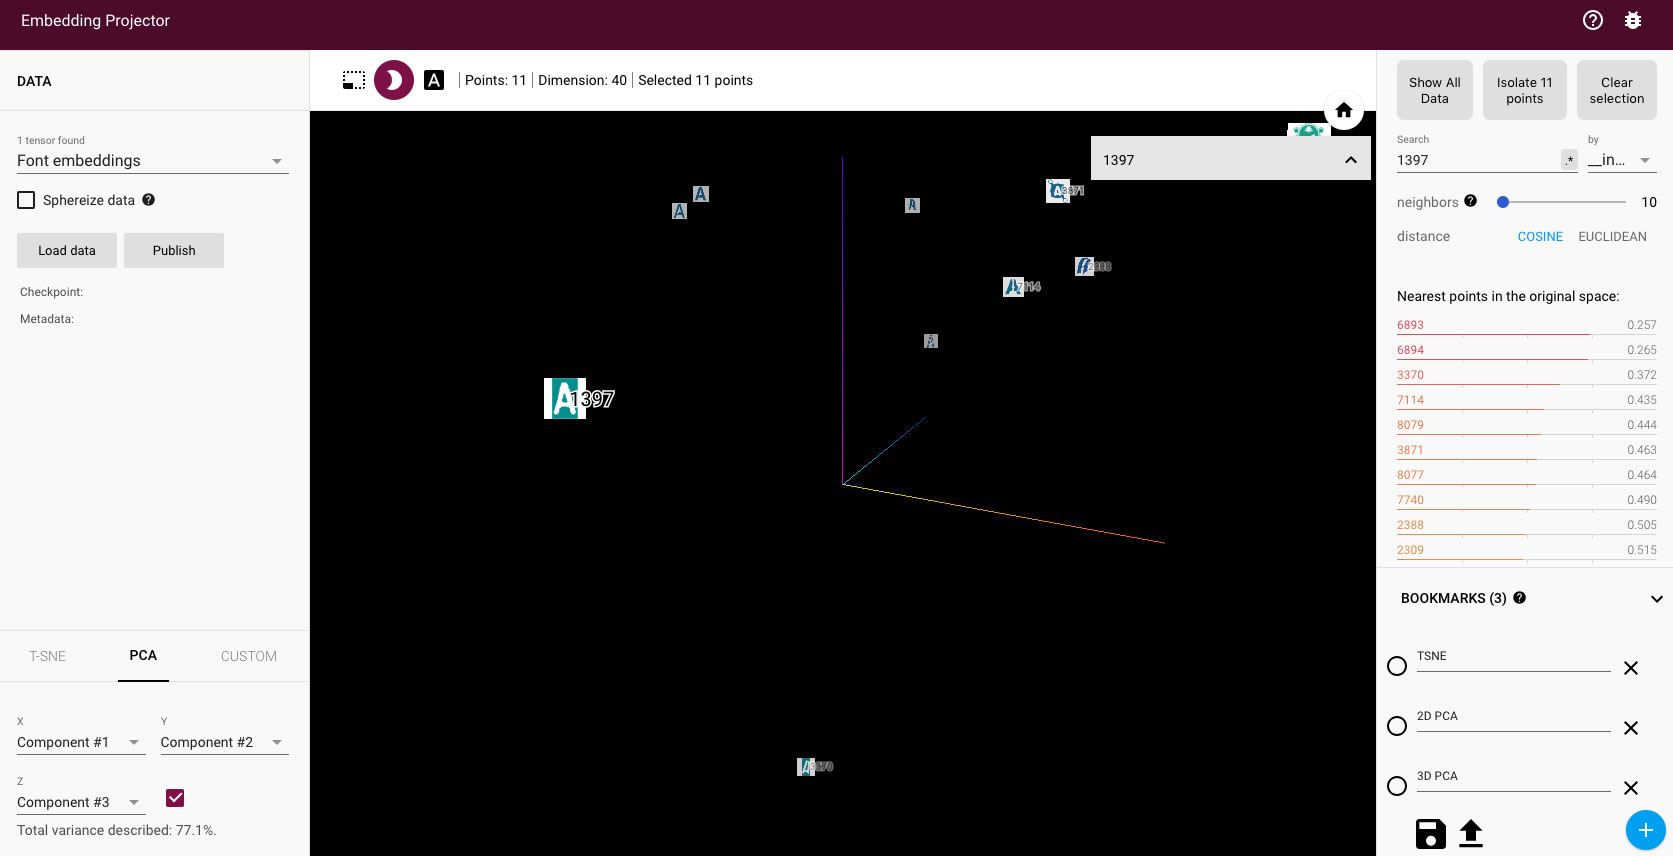 Embedding Projector
DATA
1 tensor found
Font embeddings
Sphereize data
Load data
Publish
Checkpoint:
Metadata:
T-SNE
PCA
CUSTOM
X
Component #1
Y
Component #2
Z
Component #3
Total variance described: 77.1%.
A
Points: 11
Dimension: 40
Selected 11 points
1397
A
A
A
3871
2388
A
7114
A
A
1397
A
Show All
Data
Isolate 11
points
Clear
selection
Search
1397
.*
by
__in...
neighbors
10
distance
COSINE
EUCLIDEAN
Nearest points in the original space:
6893 0.257
6894 0.265
3370 0.372
7114 0.435
8079 0.444
3871 0.463
8077 0.464
7740 0.490
2388 0.505
2309 0.515
BOOKMARKS (3)
TSNE
2D PCA
3D PCA